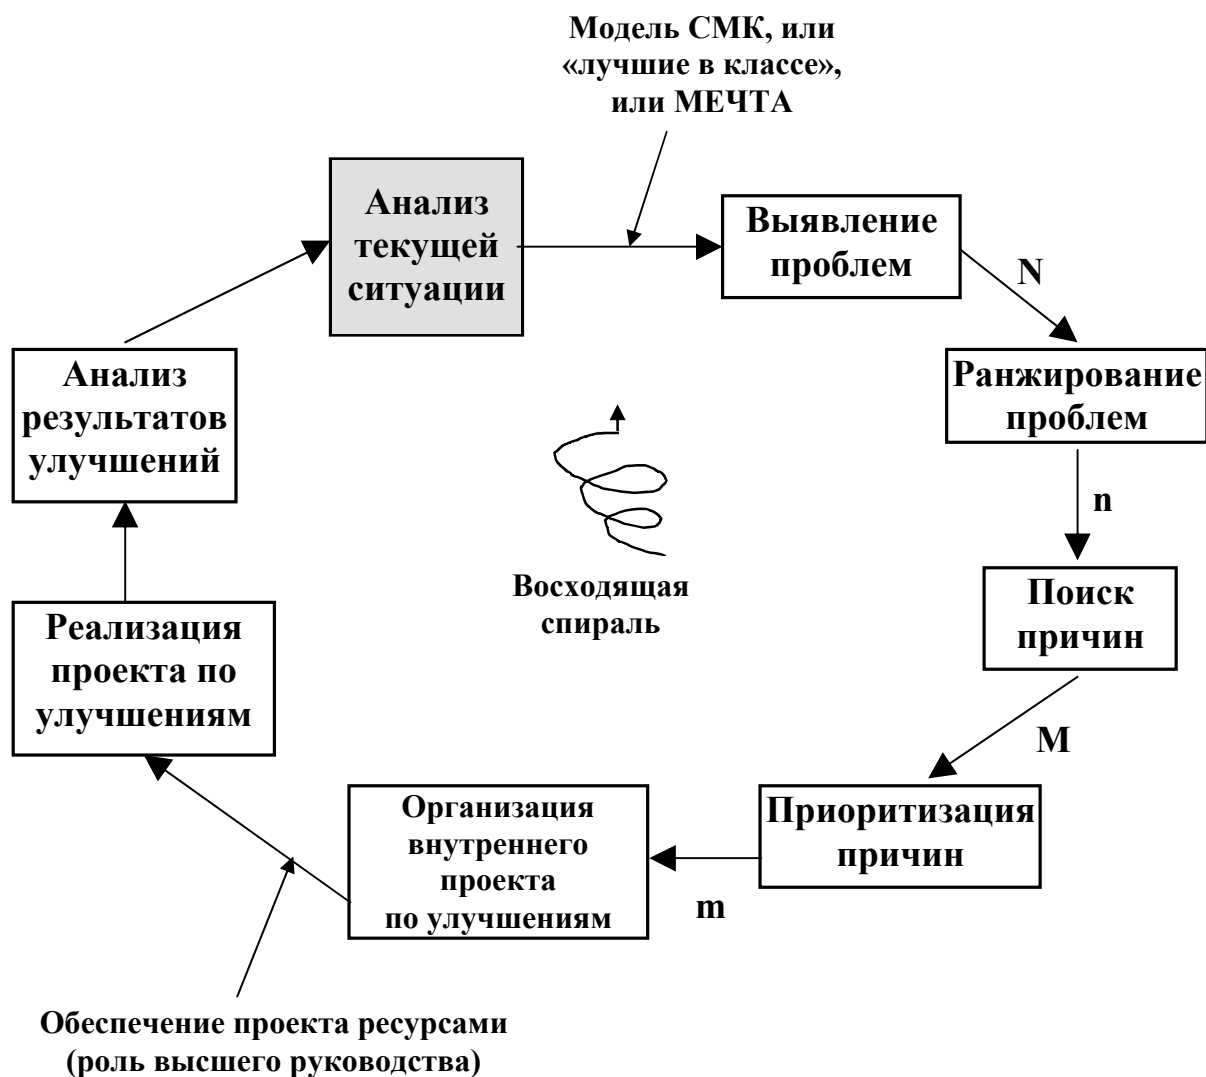 Модель СМК, или
«лучшие в классе»,
или МЕЧТА
Анализ
текущей
ситуации
Выявление
проблем
N
Ранжирование
проблем
n
Поиск
причин
M
Приоритизация
причин
m
Организация
внутреннего
проекта
по улучшениям
Обеспечение проекта ресурсами
(роль высшего руководства)
Реализация
проекта по
улучшениям
Анализ
результатов
улучшений
Восходящая
спираль